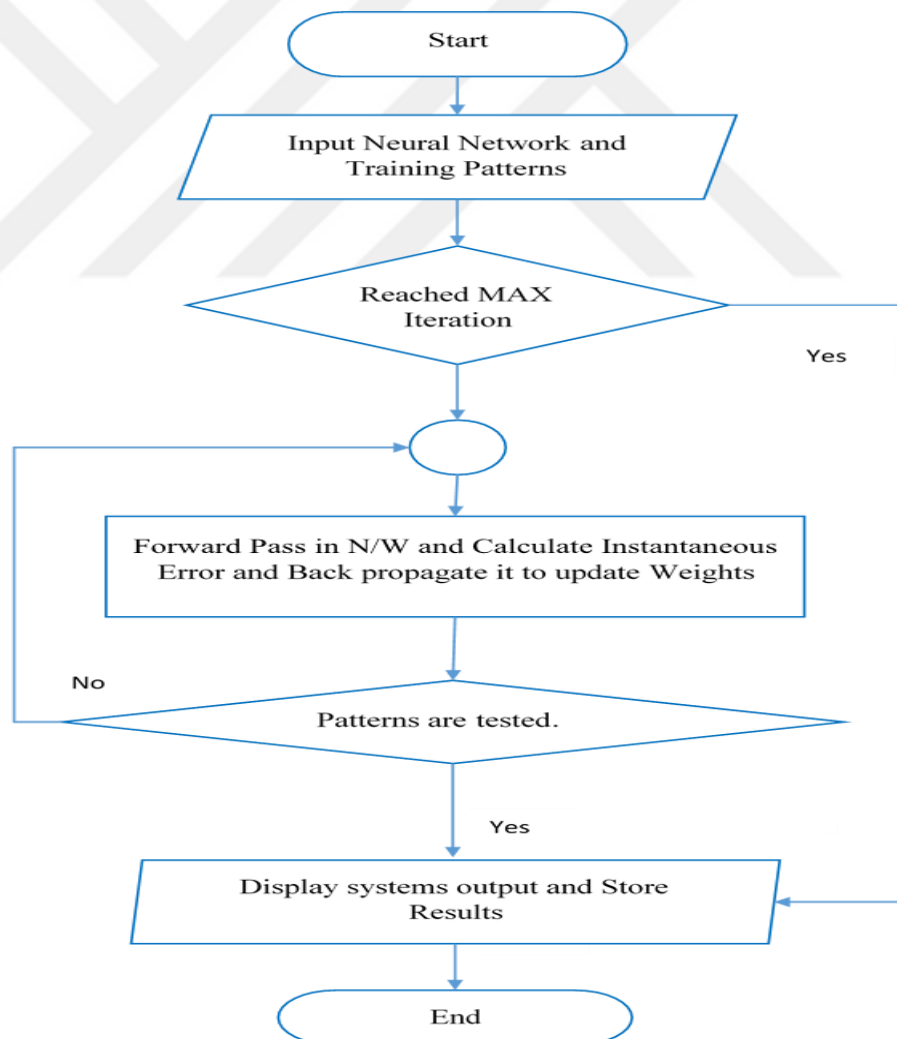 Start
Input Neural Network and
Training Patterns
Reached MAX
Iteration
Yes
Forward Pass in N/W and Calculate Instantaneous
Error and Back propagate it to update Weights
No
Patterns are tested.
Yes
Display systems output and Store
Results
End